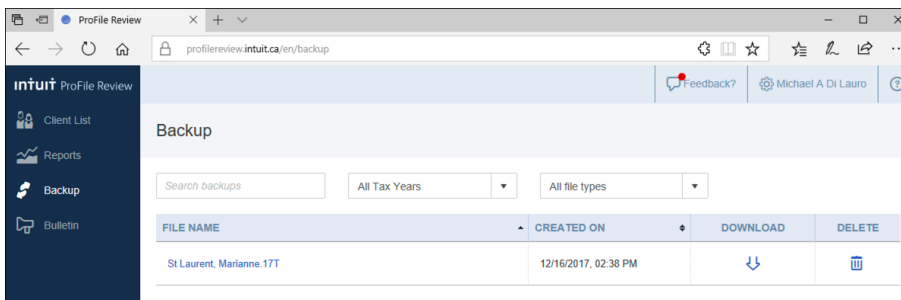 ProFile Review
profilereview.intuit.ca/en/backup
intuit ProFile Review
Feedback?
Michael A Di Lauro
Client List
Reports
Backup
Bulletin
Backup
Search backups
All Tax Years
All file types
FILE NAME
CREATED ON
DOWNLOAD
DELETE
St Laurent, Marianne.17T
12/16/2017, 02:38 PM